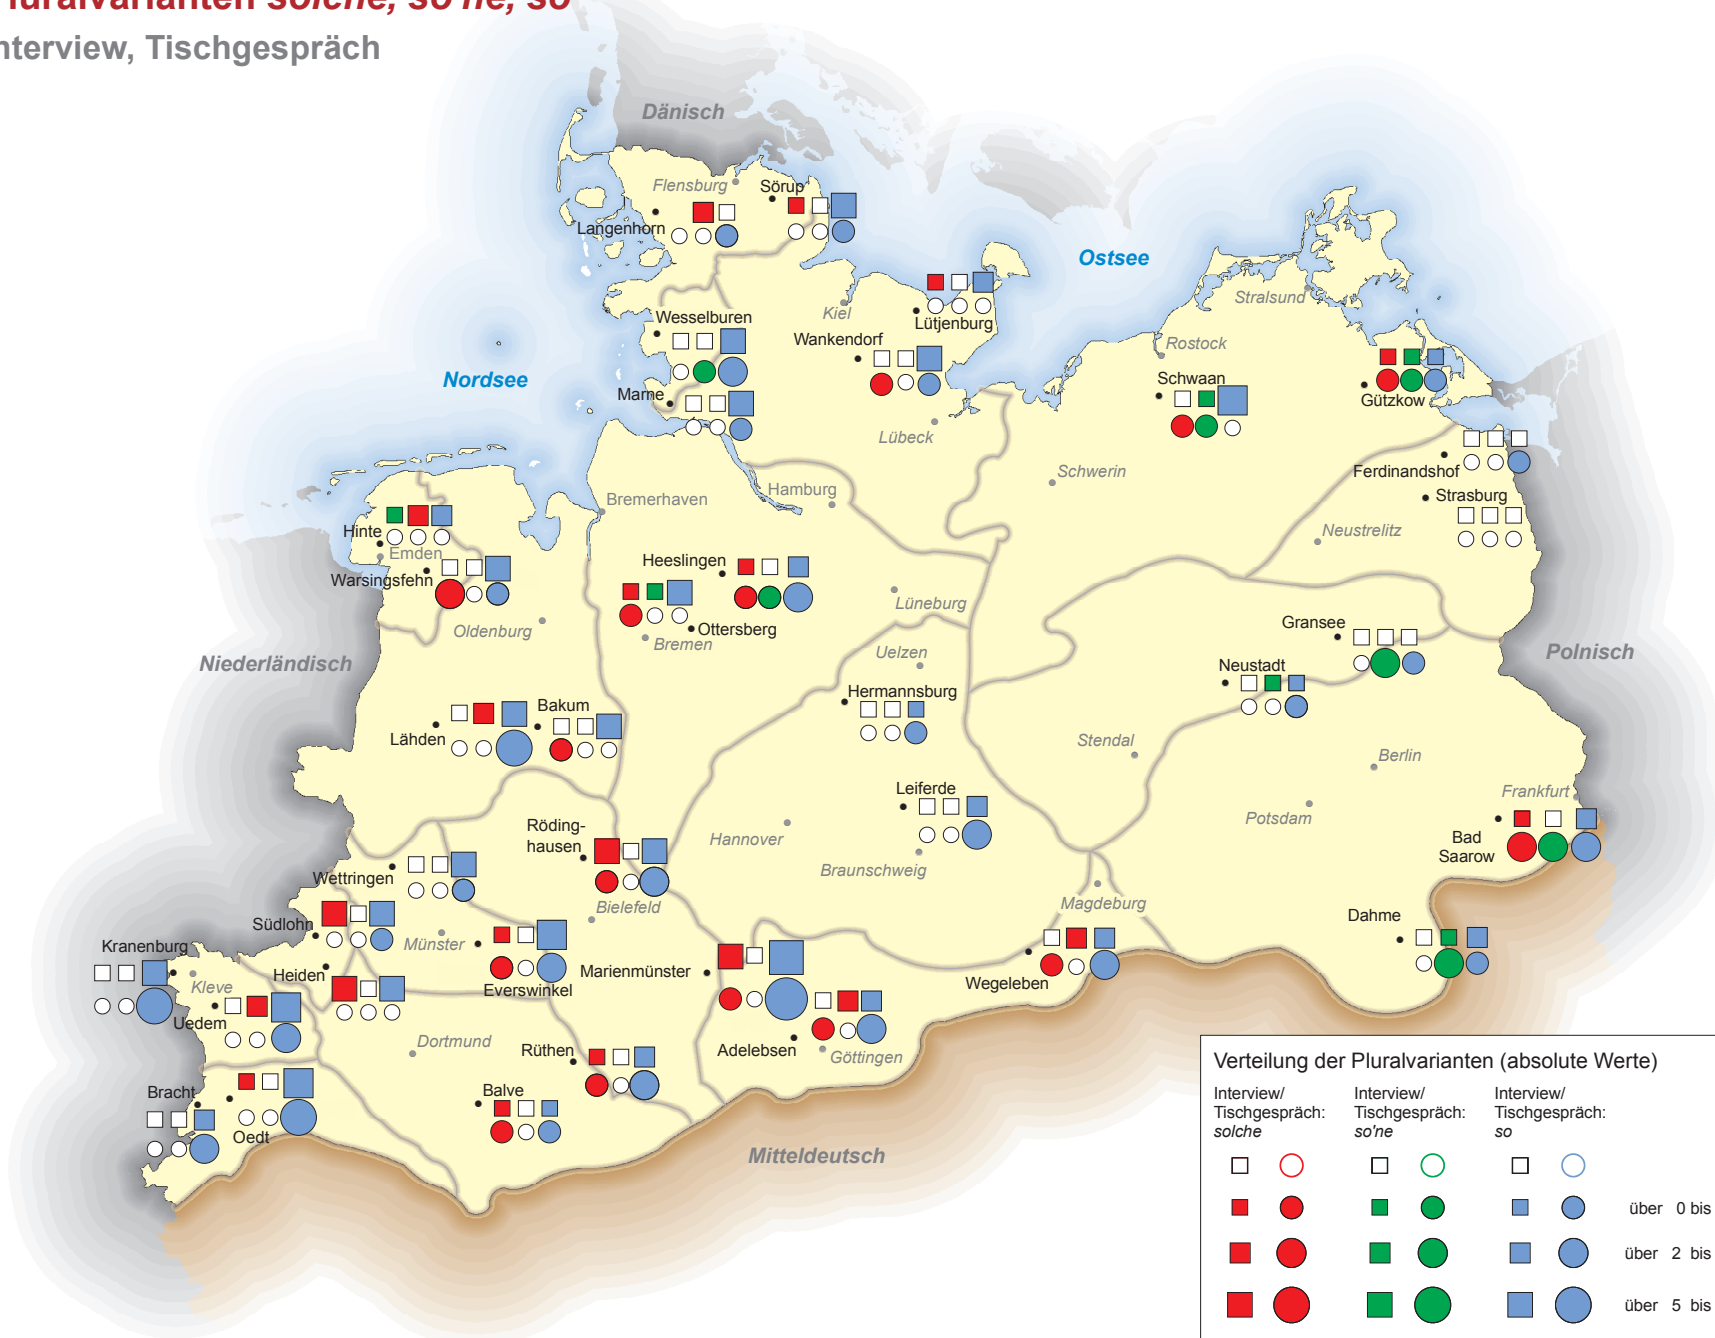 solche, so'ne, so
Tischgespräch
Dänisch
Flensburg
Sörup
Langenhorn
Ostsee
Stralsund
Kiel
Lütjenburg
Wesselburen
Wankendorf
Rostock
Nordsee
Schwaan
Marne
Gützkow
Lübeck
Ferdinandshof
Schwerin
Strasburg
Hamburg
Bremerhaven
Neustrelitz
Hinte
Emden
Heeslingen
Warsingsfehn
Lüneburg
Gransee
Oldenburg
Ottersberg
Bremen
Uelzen
Niederländisch
Polnisch
Neustadt
Hermannsburg
Bakum
Lähden
Stendal
Berlin
Leiferde
Frankfurt
Röding-
hausen
Hannover
Potsdam
Bad
Saarow
Braunschweig
Wettringen
Magdeburg
Bielefeld
Dahme
Südlohn
Münster
Kranenburg
Heiden
Marienmünster
Kleve
Everswinkel
Wegeleben
Uedem
Dortmund
Rüthen
Adelebsen
Göttingen
Bracht
Balve
Oedt
Mitteldeutsch
Verteilung der Pluralvarianten (absolute Werte)
Interview/
Tischgespräch:
solche
Interview/
Tischgespräch:
so'ne
Interview/
Tischgespräch:
so
über 0 bis
über 2 bis
über 5 bis